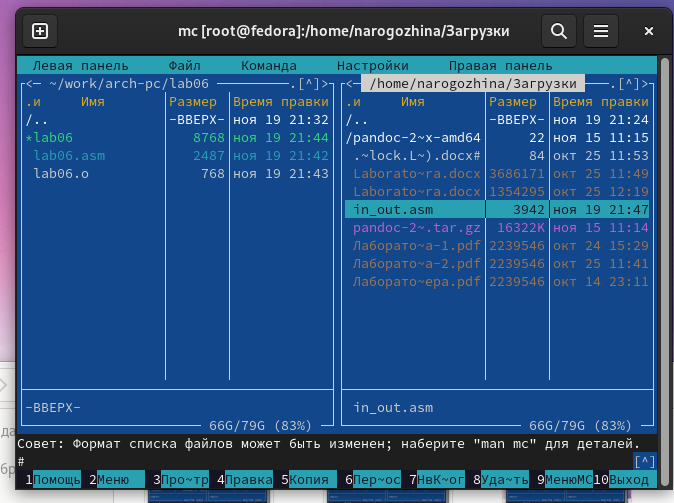 mc [root@fedora]:/home/narogozhina/Загрузки
Левая панель Файл Команда Настройки Правая панель
<— ~/work/arch-pc/lab06 .[^]> <— /home/narogozhina/Загрузки .[^]>
.и Имя Размер Время правки .и Имя Размер Время правки
/.. -ВВЕРХ- ноя 19 21:32 /.. -ВВЕРХ- ноя 19 21:24
*lab06 8768 ноя 19 21:44 /pandoc-2~x-amd64 22 ноя 15 11:15
lab06.asm 2487 ноя 19 21:42 .~lock.L~).docx# 84 окт 25 11:53
lab06.o 768 ноя 19 21:43 Laborato~ra.docx 3686171 окт 25 11:49
Laborato~ra.docx 1354295 окт 25 12:19
in_out.asm 3942 ноя 19 21:47
pandoc-2~.tar.gz 16322K ноя 15 11:14
Лаборато~а-1.pdf 2239546 окт 24 15:29
Лаборато~а-2.pdf 2239546 окт 25 11:41
Лаборато~ера.pdf 2239546 окт 14 23:11
-ВВЕРХ- in_out.asm
66G/79G (83%) 66G/79G (83%)
Совет: Формат списка файлов может быть изменен; наберите "man mc" для деталей.
# [^]
1Помощь 2Меню 3Про~тр 4Правка 5Копия 6Пер~ос 7НвК~ог 8Уда~ть 9МенюMC 10Выход